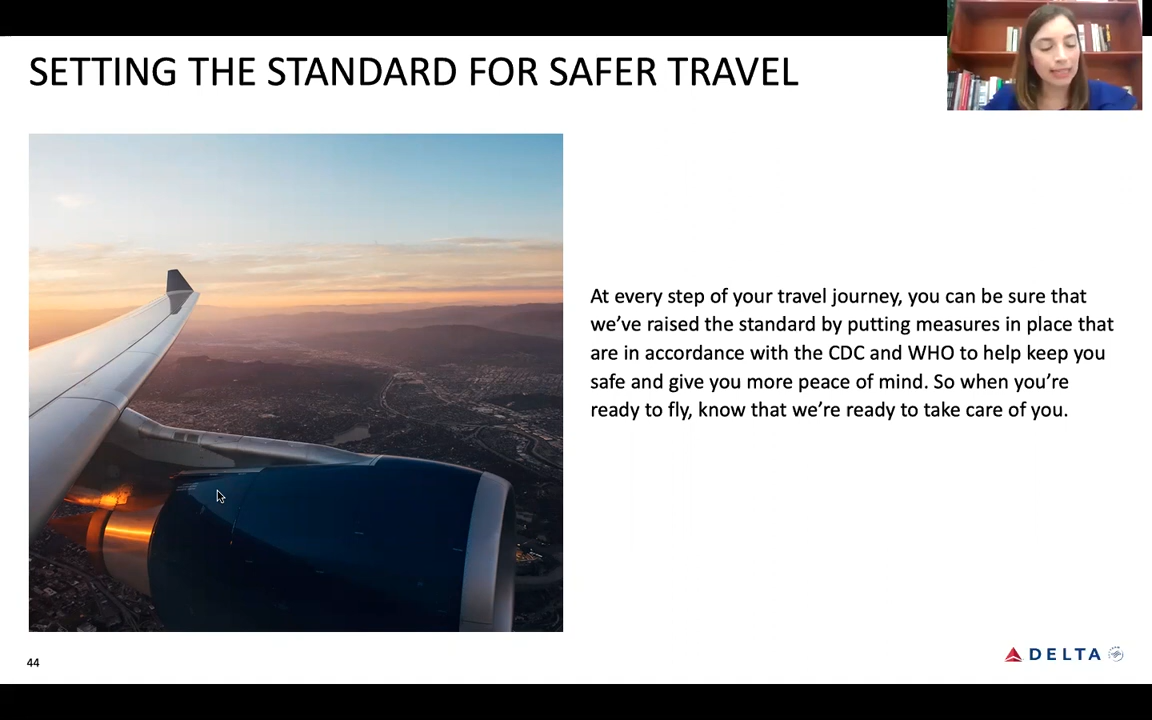 SETTING THE STANDARD FOR SAFER TRAVEL
At every step of your travel journey, you can be sure that
we’ve raised the standard by putting measures in place that
are in accordance with the CDC and WHO to help keep you
safe and give you more peace of mind. So when you’re
ready to fly, know that we’re ready to take care of you.
44
DELTA